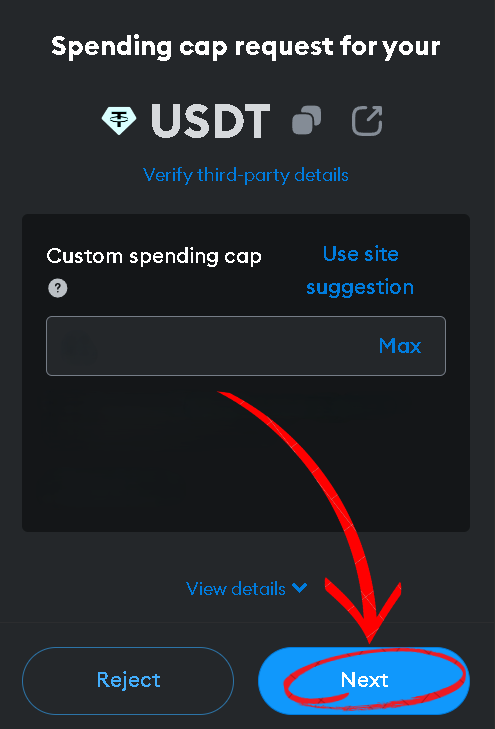 Spending cap request for your
USDT
Verify third-party details
Custom spending cap
?
Use site
suggestion
Max
View details
Reject
Next